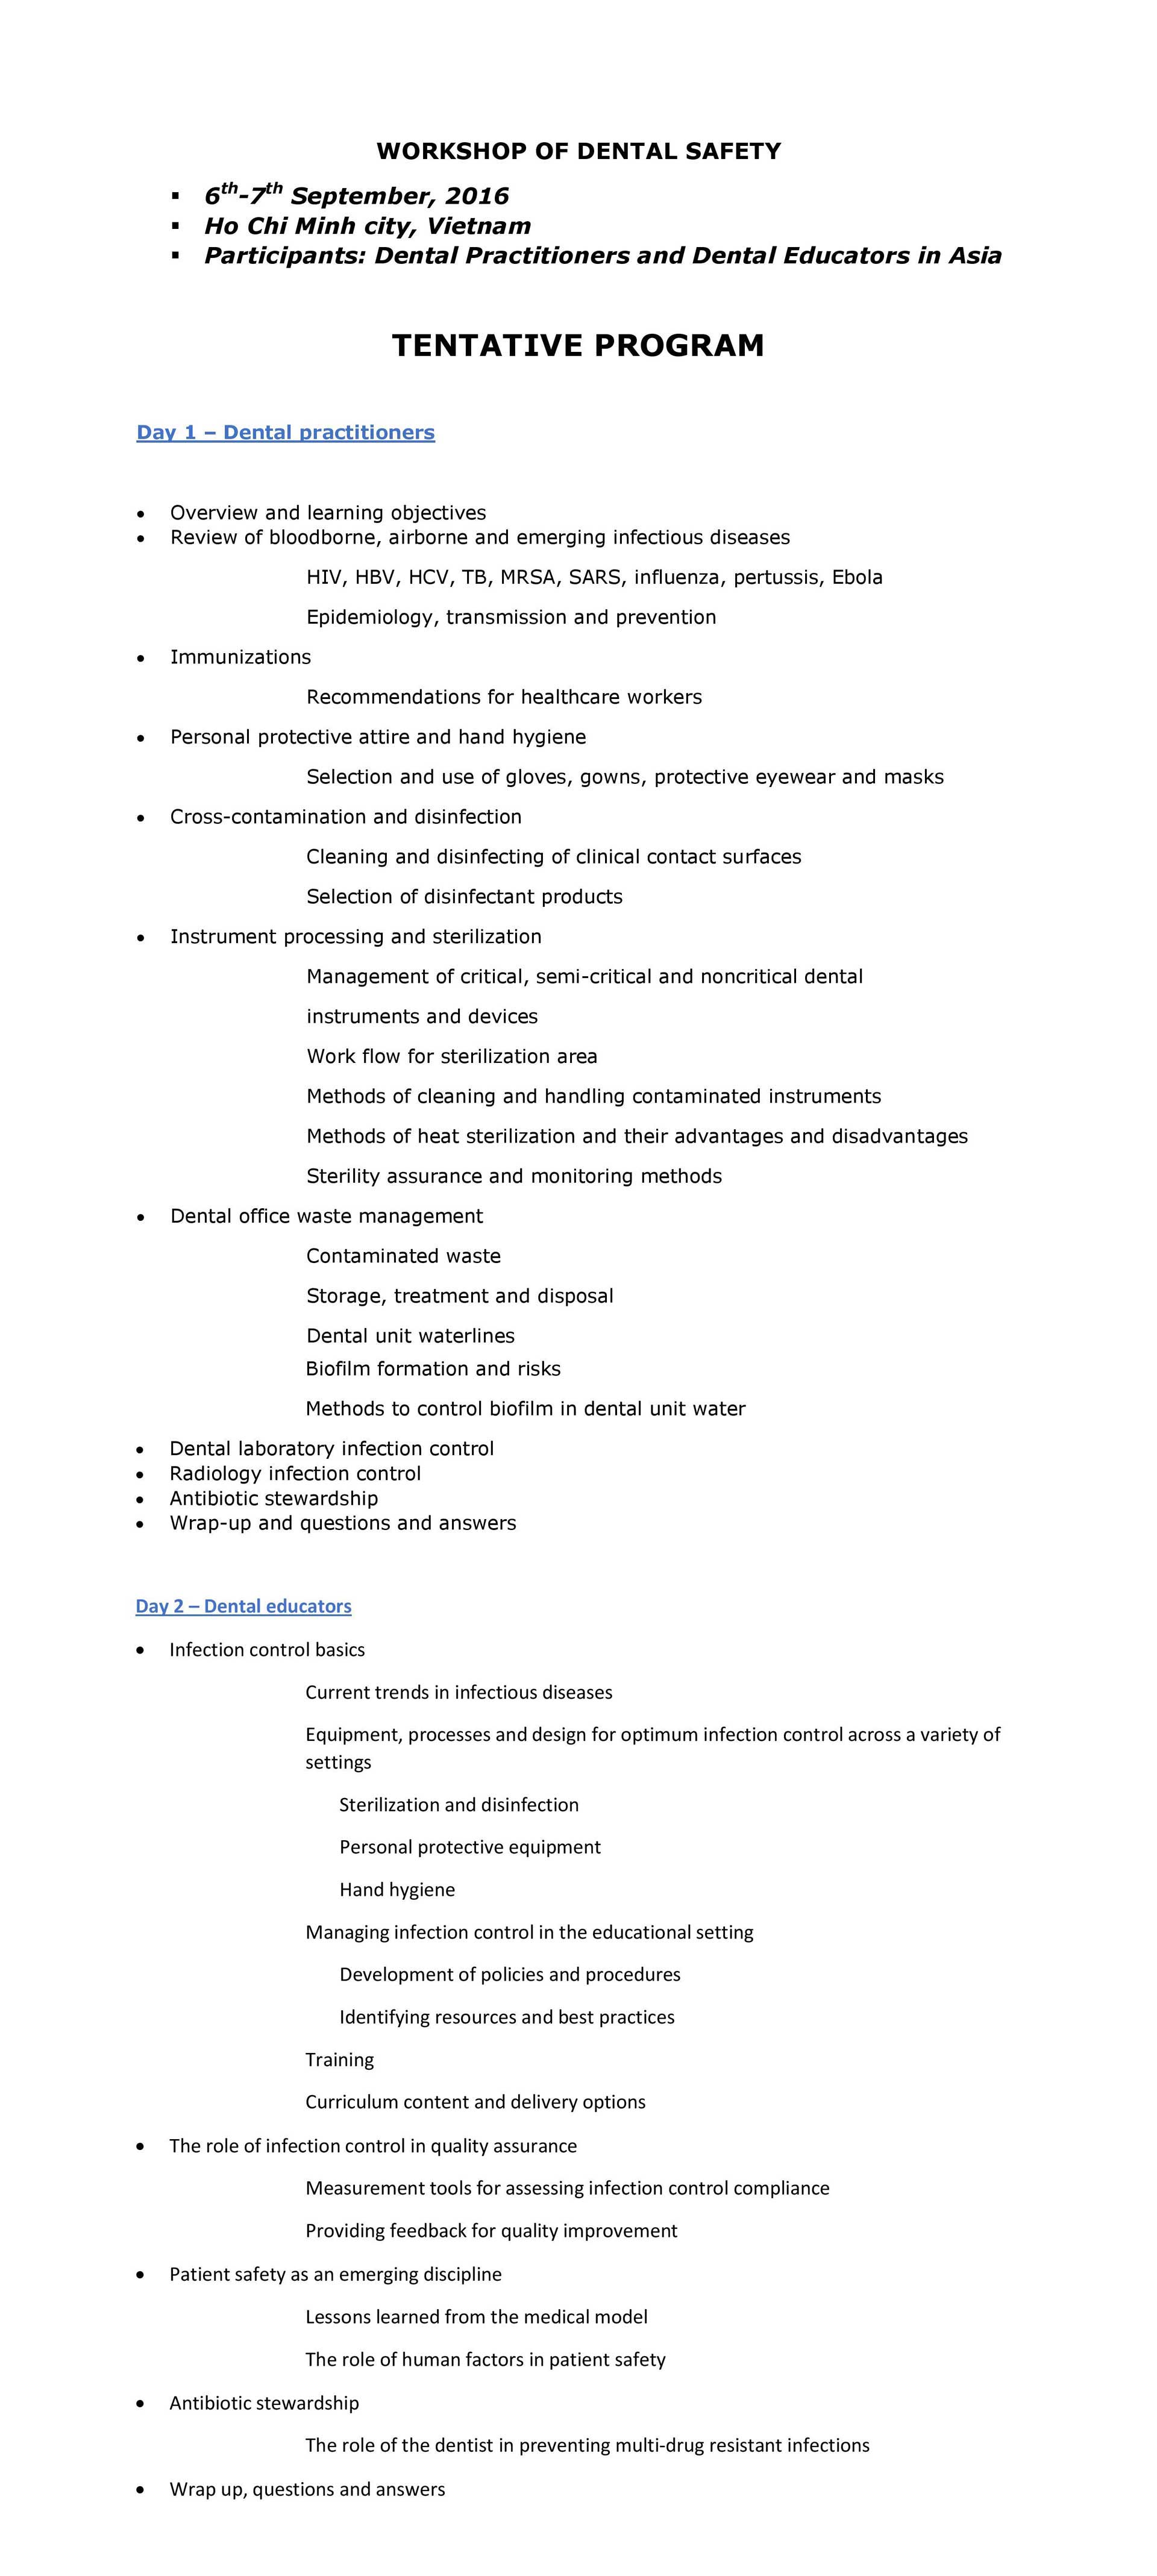 WORKSHOP OF DENTAL SAFETY
▪ 6th-7th September, 2016
▪ Ho Chi Minh city, Vietnam
▪ Participants: Dental Practitioners and Dental Educators in Asia
TENTATIVE PROGRAM
Day 1 – Dental practitioners
• Overview and learning objectives
• Review of bloodborne, airborne and emerging infectious diseases
HIV, HBV, HCV, TB, MRSA, SARS, influenza, pertussis, Ebola
Epidemiology, transmission and prevention
• Immunizations
Recommendations for healthcare workers
• Personal protective attire and hand hygiene
Selection and use of gloves, gowns, protective eyewear and masks
• Cross-contamination and disinfection
Cleaning and disinfecting of clinical contact surfaces
Selection of disinfectant products
• Instrument processing and sterilization
Management of critical, semi-critical and noncritical dental
instruments and devices
Work flow for sterilization area
Methods of cleaning and handling contaminated instruments
Methods of heat sterilization and their advantages and disadvantages
Sterility assurance and monitoring methods
• Dental office waste management
Contaminated waste
Storage, treatment and disposal
Dental unit waterlines
Biofilm formation and risks
Methods to control biofilm in dental unit water
• Dental laboratory infection control
• Radiology infection control
• Antibiotic stewardship
• Wrap-up and questions and answers
Day 2 – Dental educators
• Infection control basics
Current trends in infectious diseases
Equipment, processes and design for optimum infection control across a variety of
settings
Sterilization and disinfection
Personal protective equipment
Hand hygiene
Managing infection control in the educational setting
Development of policies and procedures
Identifying resources and best practices
Training
Curriculum content and delivery options
• The role of infection control in quality assurance
Measurement tools for assessing infection control compliance
Providing feedback for quality improvement
• Patient safety as an emerging discipline
Lessons learned from the medical model
The role of human factors in patient safety
• Antibiotic stewardship
The role of the dentist in preventing multi-drug resistant infections
• Wrap up, questions and answers